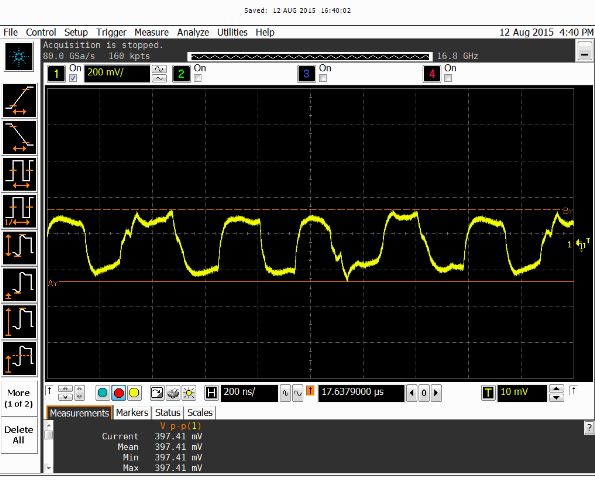 Saved: 12 AUG 2015 16:40:02
File Control Setup Trigger Measure Analyze Utilities Help 12 Aug 2015 4:40 PM
Acquisition is stopped.
80.0 GSa/s 160 kpts 16.8 GHz
1 On 200 mV/ 2 On 3 On 4 On
H 200 ns/ 17.6379000 µs 0 T 10 mV
More
(1 of 2)
Delete
All
Measurements Markers Status Scales
V p-p(1)
Current 397.41 mV
Mean 397.41 mV
Min 397.41 mV
Max 397.41 mV